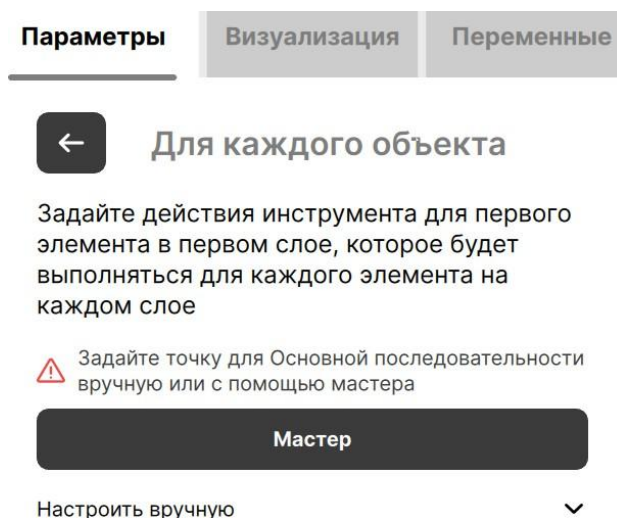 Параметры Визуализация Переменные
Для каждого объекта
Задайте действия инструмента для первого
элемента в первом слое, которое будет
выполняться для каждого элемента на
каждом слое
Задайте точку для Основной последовательности
вручную или с помощью мастера
Мастер
Настроить вручную